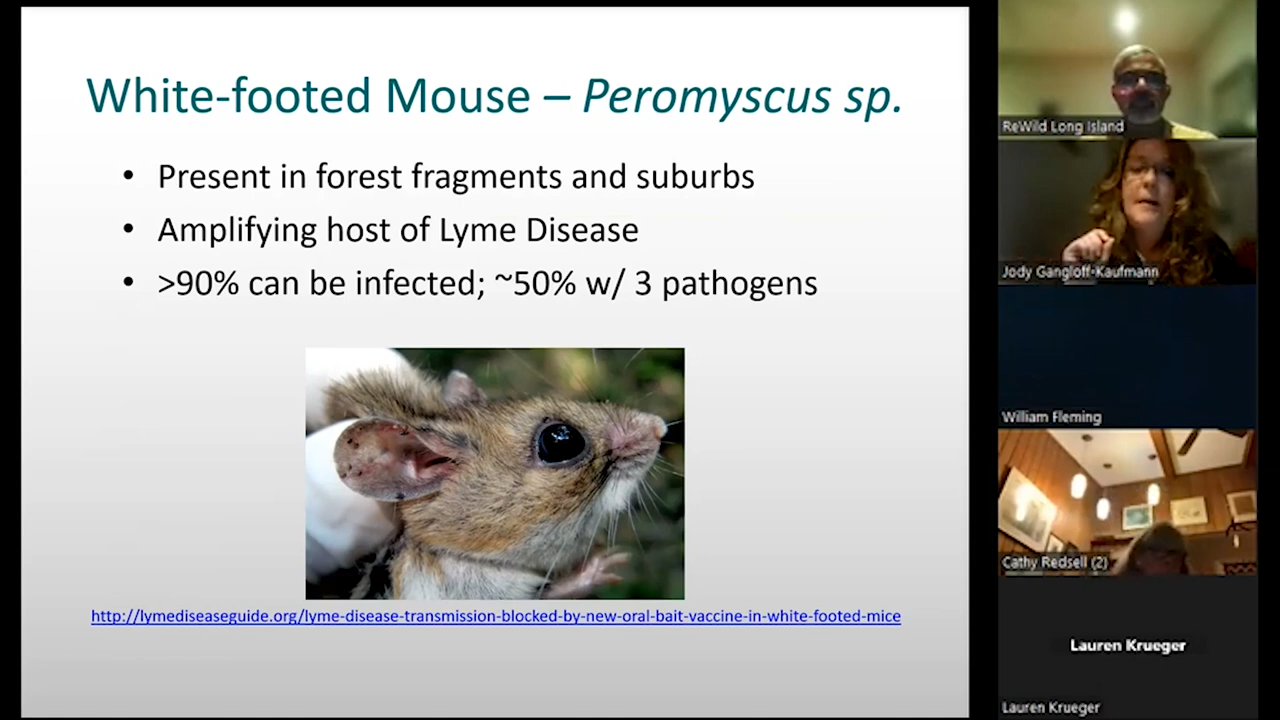 White-footed Mouse – Peromyscus sp.
• Present in forest fragments and suburbs
• Amplifying host of Lyme Disease
• >90% can be infected; ~50% w/ 3 pathogens
http://lymediseaseguide.org/lyme-disease-transmission-blocked-by-new-oral-bait-vaccine-in-white-footed-mice
ReWild Long Island
Jody Gangloff-Kaufmann
William Fleming
Cathy Redsell (2)
Lauren Krueger
Lauren Krueger